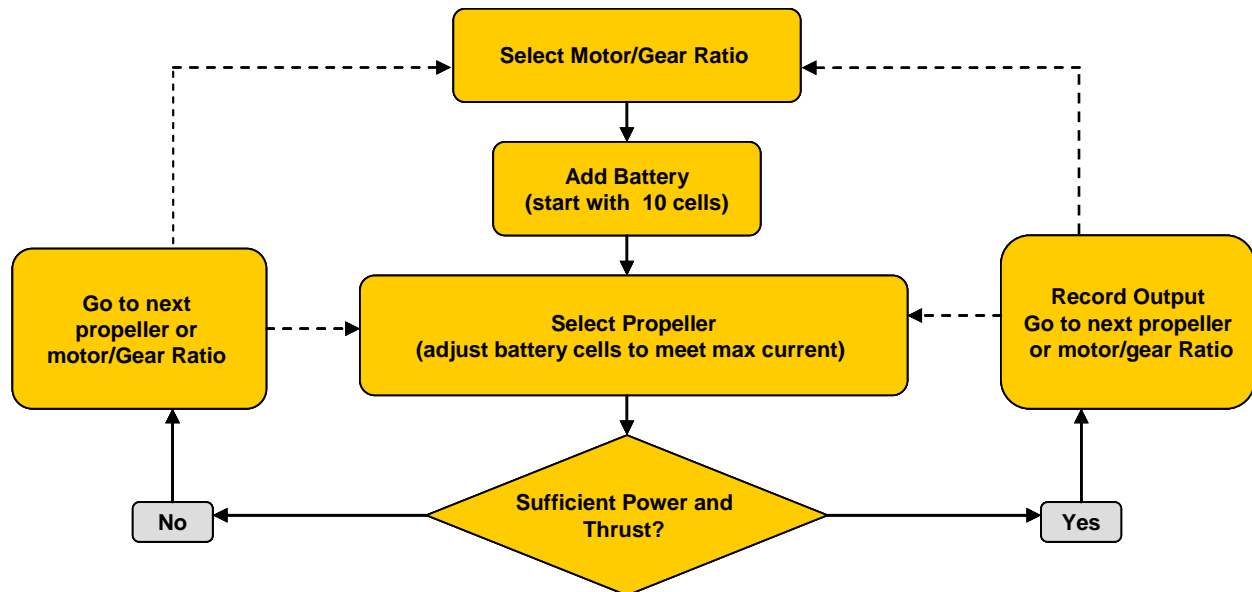 Select Motor/Gear Ratio
Add Battery
(start with  10 cells)
Go to next
propeller or
motor/Gear Ratio
Select Propeller
(adjust battery cells to meet max current)
Record Output
Go to next propeller
or motor/gear Ratio
Sufficient Power and
Thrust?
No
Yes